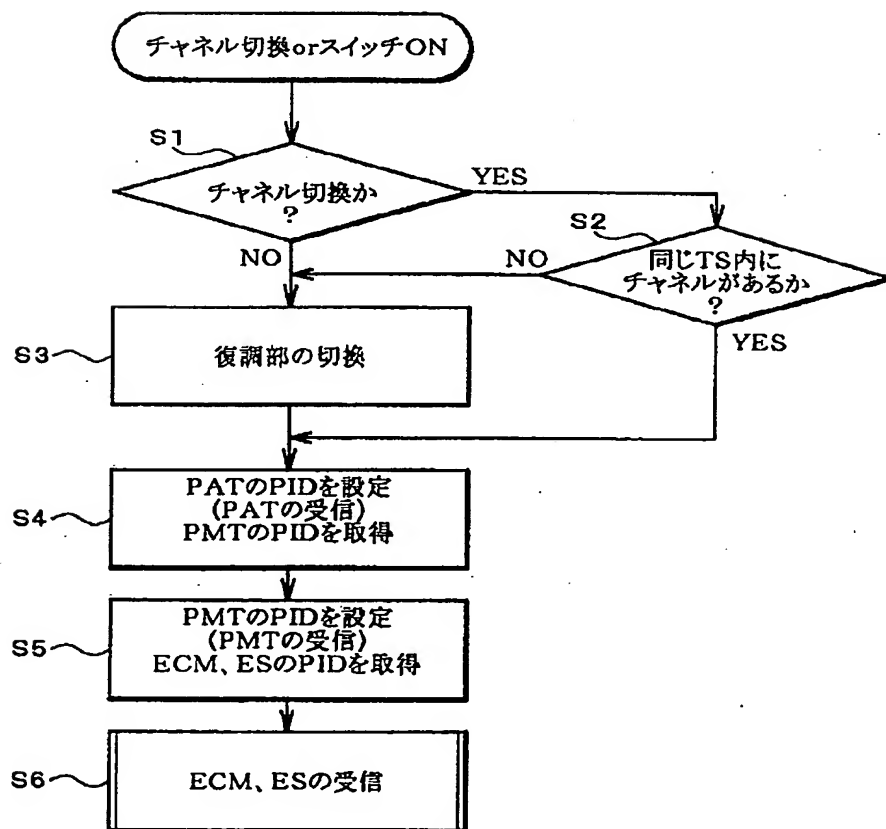 チャネル切換orスイッチON
S1
チャネル切換か
?
YES
NO
S2
同じTS内に
チャネルがあるか
?
NO
YES
S3
復調部の切換
S4
PATのPIDを設定
(PATの受信)
PMTのPIDを取得
S5
PMTのPIDを設定
(PMTの受信)
ECM、ESのPIDを取得
S6
ECM、ESの受信